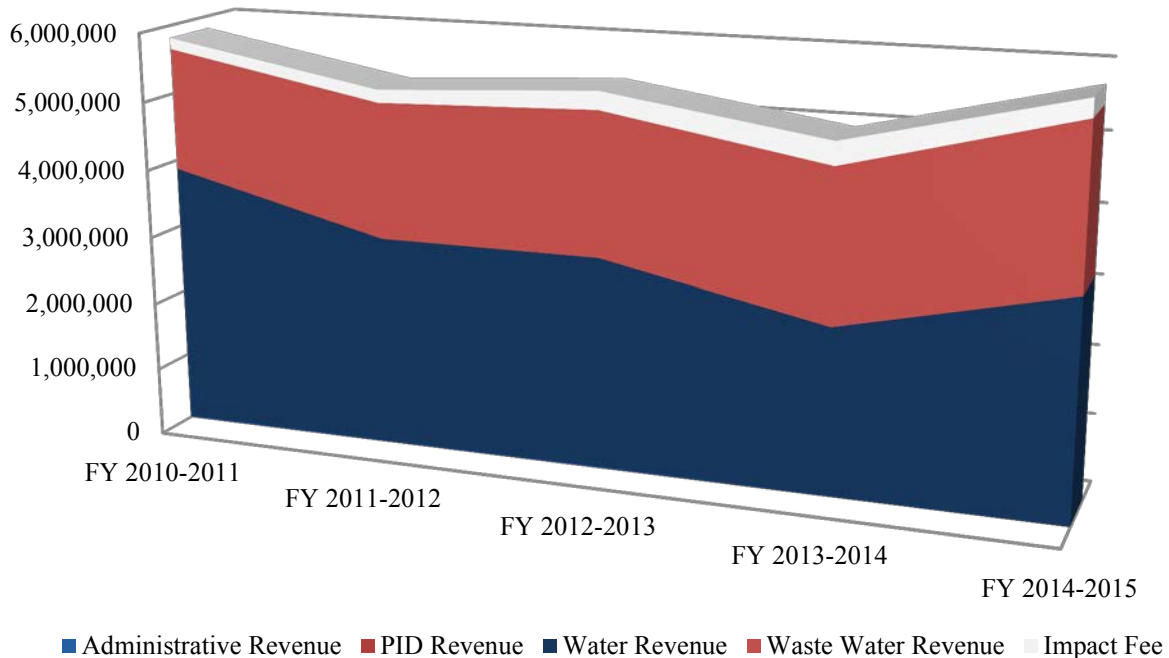 6,000,000
5,000,000
4,000,000
3,000,000
2,000,000
1,000,000
0
FY 2010-2011
FY 2011-2012
FY 2012-2013
FY 2013-2014
FY 2014-2015
Administrative Revenue PID Revenue Water Revenue Waste Water Revenue Impact Fee